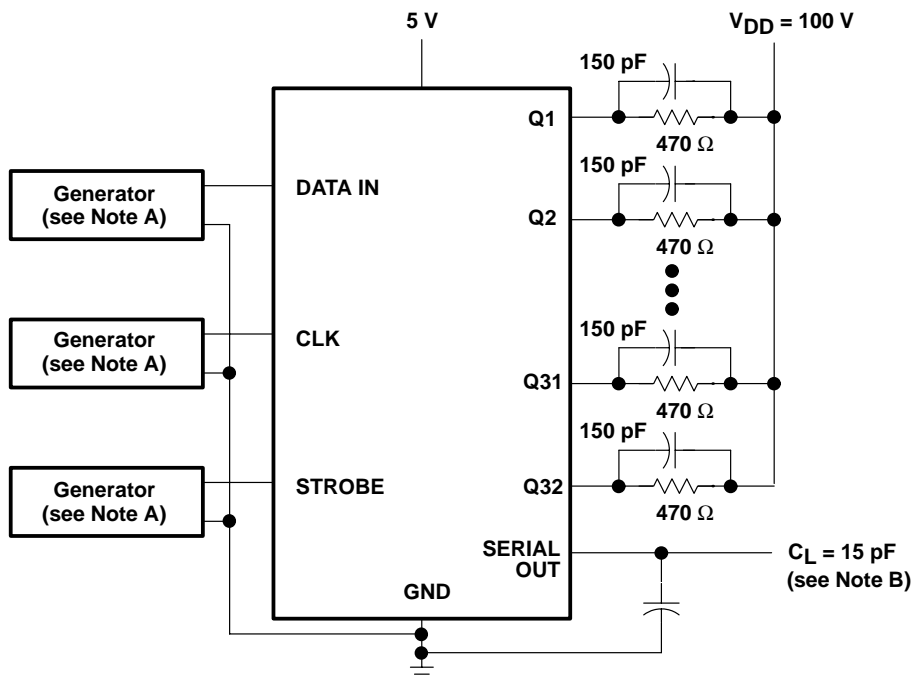 5 V
V_DD = 100 V
150 pF
Q1
470 Ω
150 pF
Generator
(see Note A)
DATA IN
Q2
470 Ω
Generator
(see Note A)
CLK
150 pF
Q31
470 Ω
150 pF
Generator
(see Note A)
STROBE
Q32
470 Ω
SERIAL
OUT
C_L = 15 pF
(see Note B)
GND